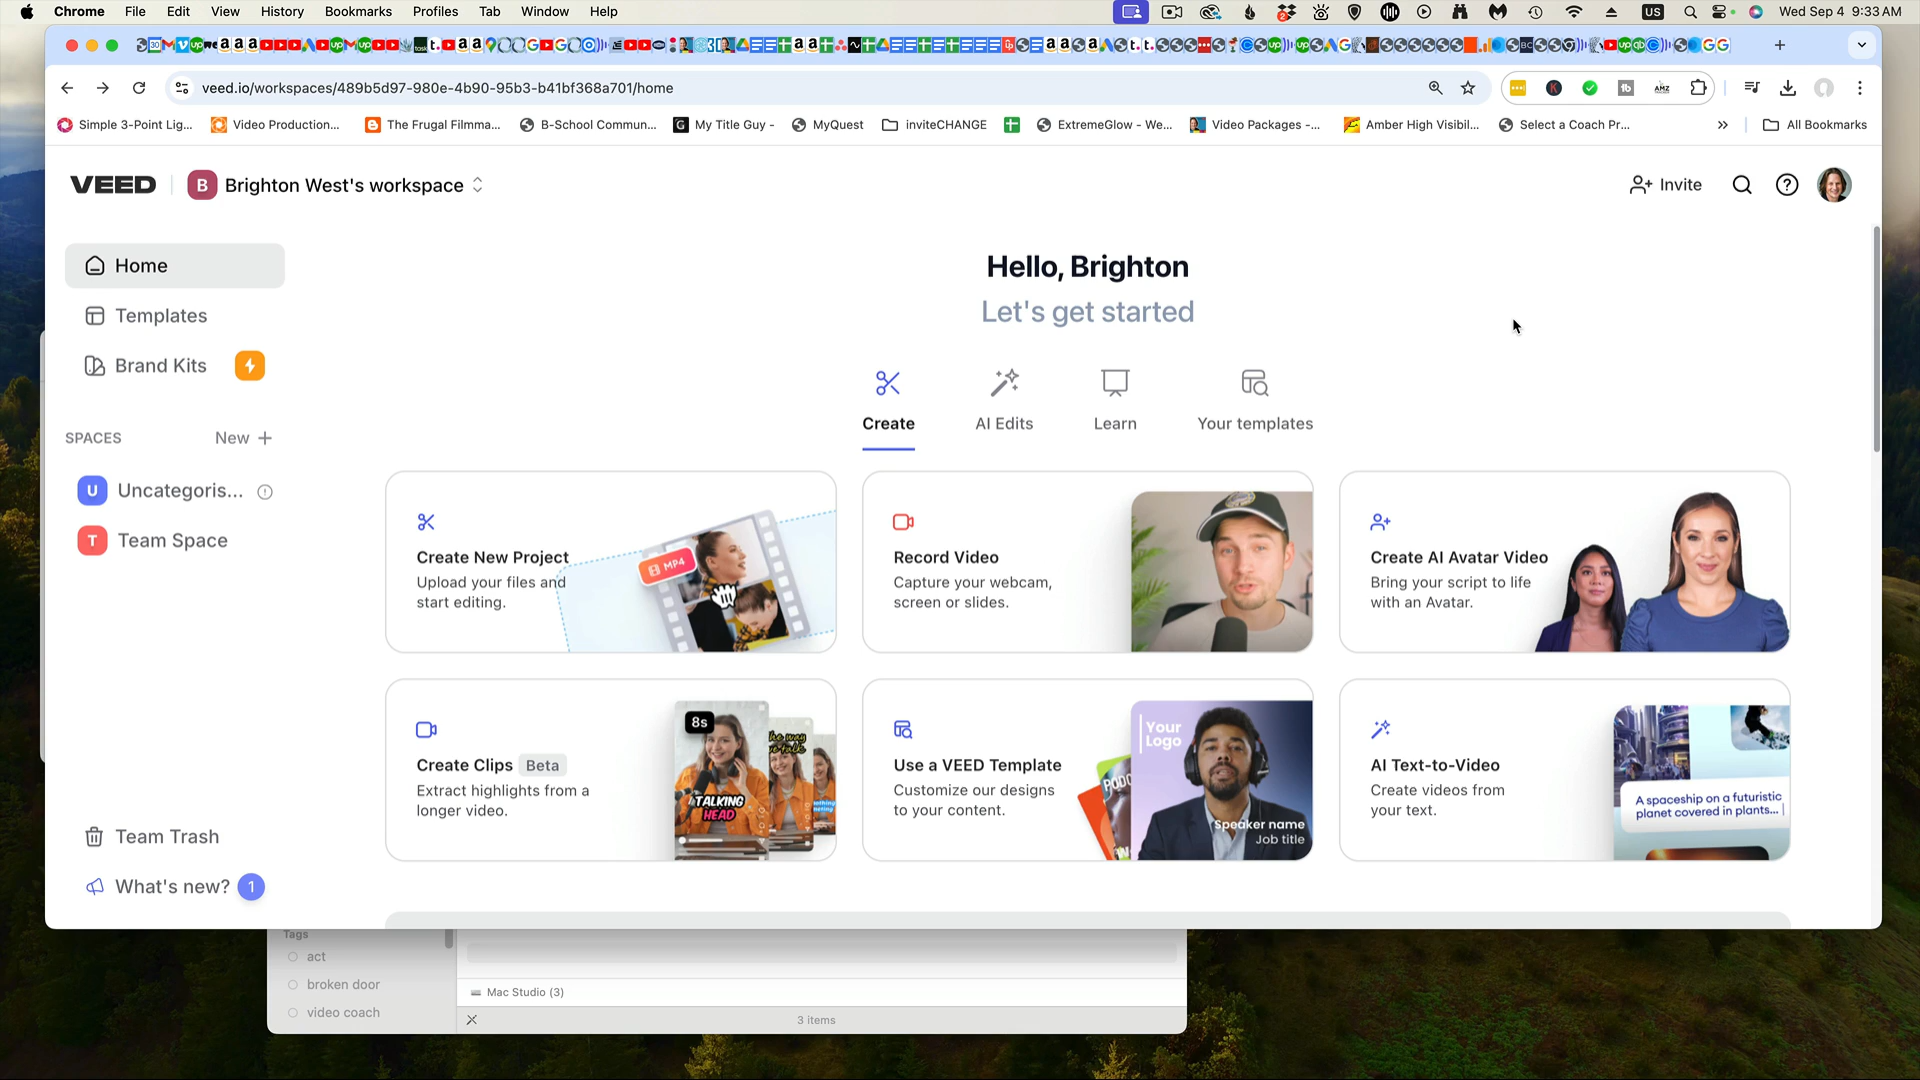 Chrome File Edit View History Bookmarks Profiles Tab Window Help
US Wed Sep 4 9:33 AM
veed.io/workspaces/489b5d97-980e-4b90-95b3-b41bf368a701/home
Simple 3-Point Lig... Video Production... The Frugal Filmma... B-School Commun... My Title Guy - MyQuest inviteCHANGE ExtremeGlow - We... Video Packages -... Amber High Visibil... Select a Coach Pr... » All Bookmarks
VEED B Brighton West's workspace Invite
Home
Templates
Brand Kits
SPACES New +
U Uncategoris...
T Team Space
Team Trash
What's new? 1
Hello, Brighton
Let's get started
Create AI Edits Learn Your templates
Create New Project
Upload your files and
start editing.
MP4
Record Video
Capture your webcam,
screen or slides.
Create AI Avatar Video
Bring your script to life
with an Avatar.
Create Clips Beta
Extract highlights from a
longer video.
8s
TALKING
HEAD
Use a VEED Template
Customize our designs
to your content.
Your
Logo
Speaker name
Job title
AI Text-to-Video
Create videos from
your text.
A spaceship on a futuristic
planet covered in plants...
Tags
act
broken door
video coach
Mac Studio (3)
3 items